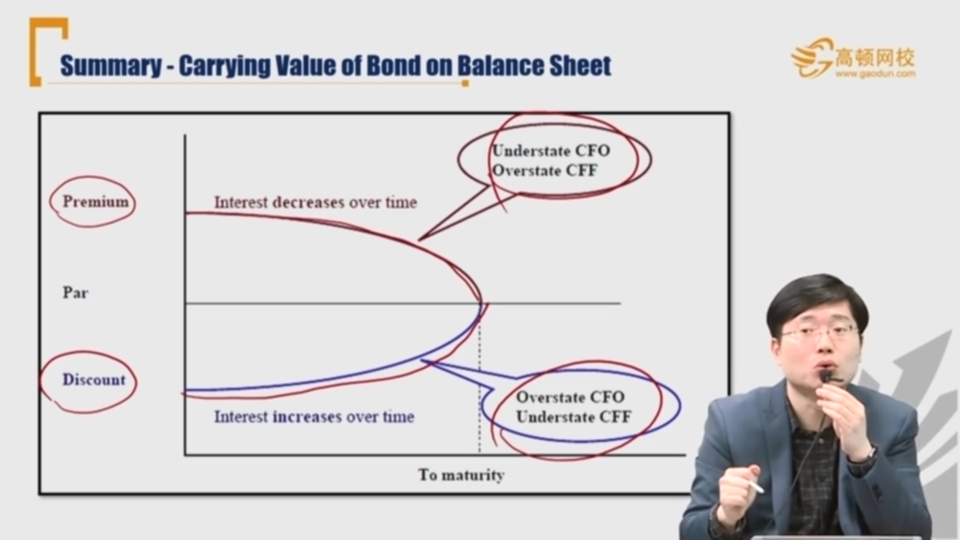 Summary - Carrying Value of Bond on Balance Sheet
高顿网校
www.gaodun.com
Understate CFO
Overstate CFF
Premium
Interest decreases over time
Par
Discount
Overstate CFO
Understate CFF
Interest increases over time
To maturity